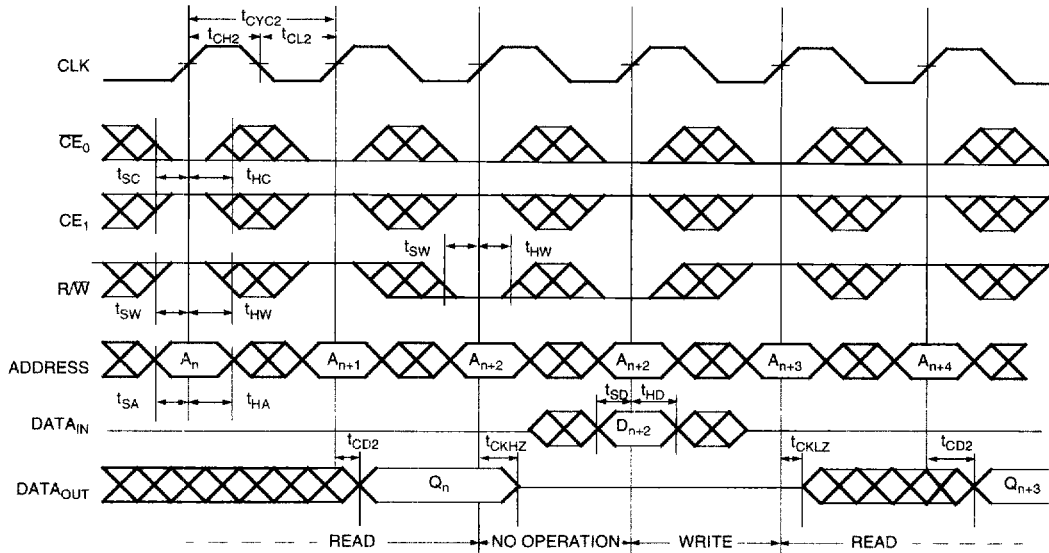 tCYC2
tCH2 tCL2
CLK
CE0
tSC tHC
CE1
tSW tHW
R/W
tSW tHW
ADDRESS An An+1 An+2 An+2 An+3 An+4
tSA tHA tSD tHD
DATAIN Dn+2
tCD2 tCKHZ tCKLZ tCD2
DATAOUT Qn Qn+3
READ NO OPERATION WRITE READ